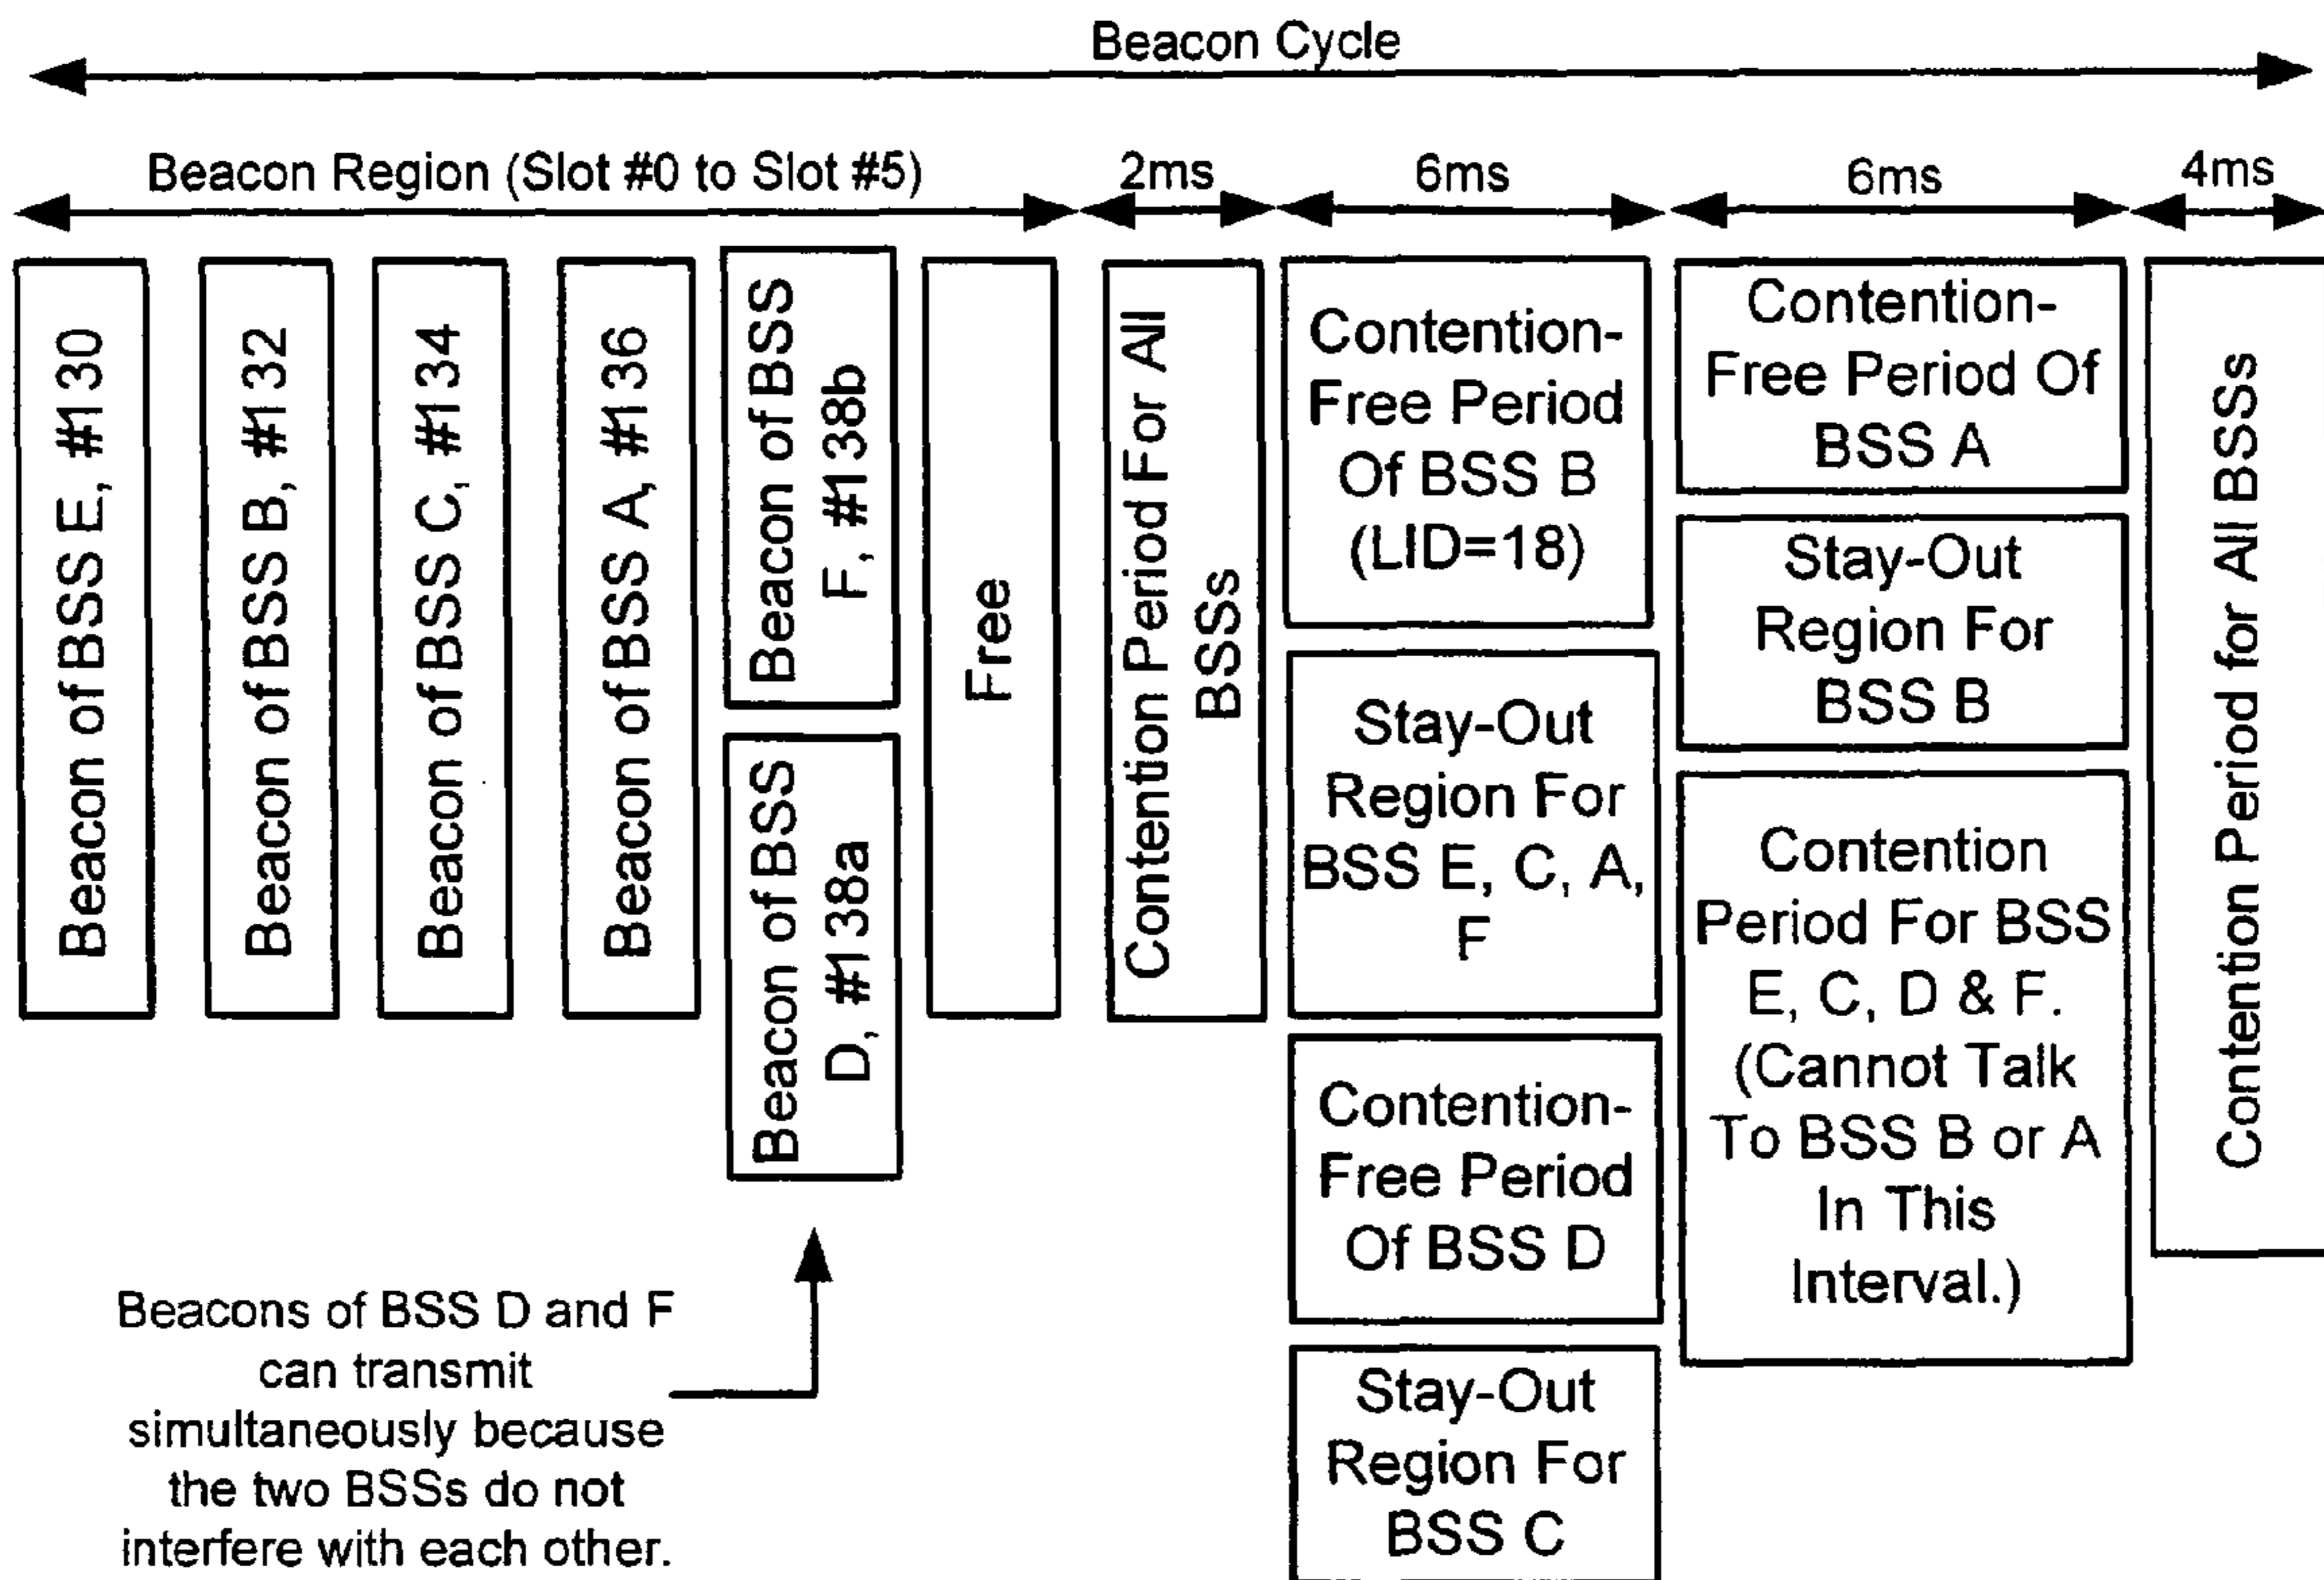 Beacon Cycle
Beacon Region (Slot #0 to Slot #5)
2ms
6ms
6ms
4ms
Beacon of BSS E, #130
Beacon of BSS B, #132
Beacon of BSS C, #134
Beacon of BSS A, #136
Beacon of BSS
F, #138b
Beacon of BSS
D, #138a
Free
Contention Period For All
BSSs
Contention-
Free Period
Of BSS B
(LID=18)
Stay-Out
Region For
BSS E, C, A,
F
Contention-
Free Period
Of BSS D
Stay-Out
Region For
BSS C
Contention-
Free Period Of
BSS A
Stay-Out
Region For
BSS B
Contention
Period For BSS
E, C, D & F.
(Cannot Talk
To BSS B or A
In This
Interval.)
Contention Period for All BSSs
Beacons of BSS D and F
can transmit
simultaneously because
the two BSSs do not
interfere with each other.